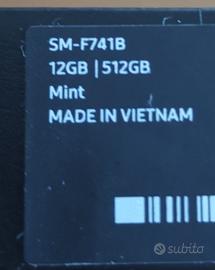 SM-F741B
12GB | 512GB
Mint
MADE IN VIETNAM
subito